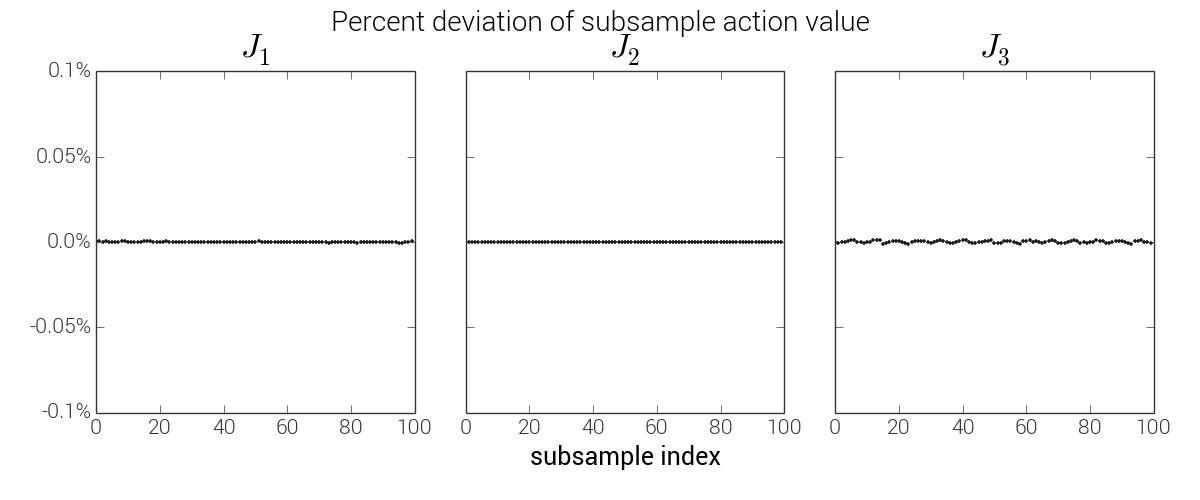 Percent deviation of subsample action value
J1 J2 J3
0.1%
0.05%
0.0%
-0.05%
-0.1%
0 20 40 60 80 100 0 20 40 60 80 100 0 20 40 60 80 100
subsample index